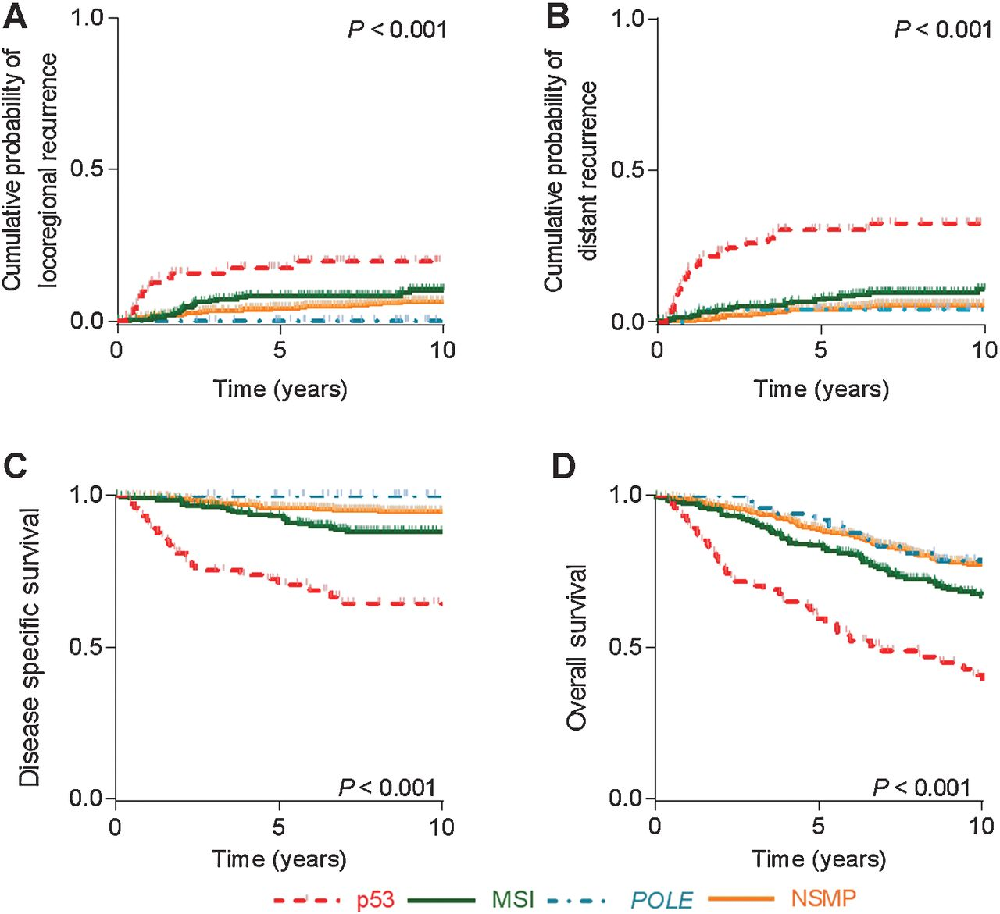 A
Cumulative probability of
locoregional recurrence
1.0
0.5
0.0
P < 0.001
0 5 10
Time (years)
B
Cumulative probability of
distant recurrence
1.0
0.5
0.0
P < 0.001
0 5 10
Time (years)
C
Disease specific survival
1.0
0.5
0.0
P < 0.001
0 5 10
Time (years)
D
Overall survival
1.0
0.5
0.0
P < 0.001
0 5 10
Time (years)
p53 MSI POLE NSMP